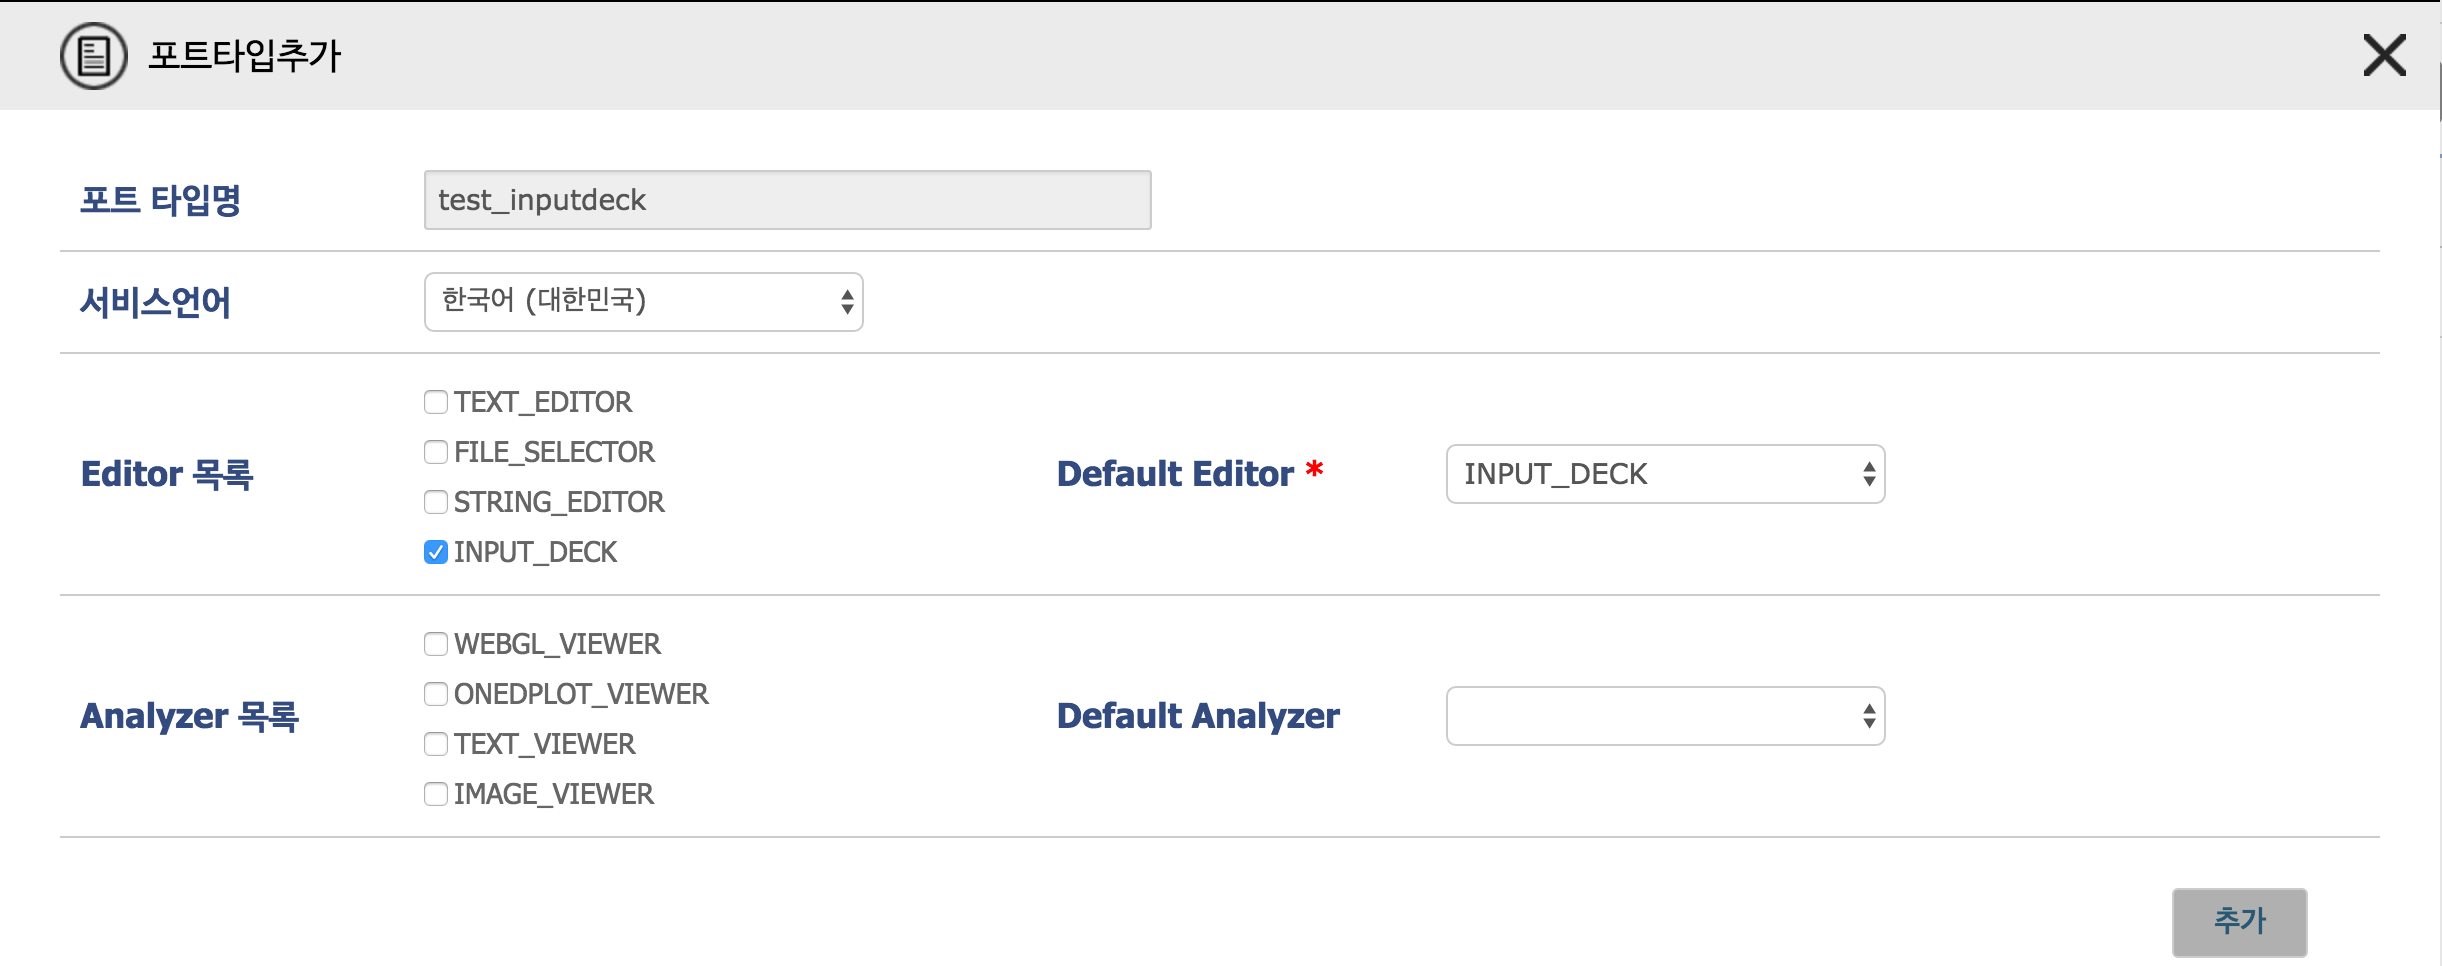 포트타입추가
포트 타입명 test_inputdeck
서비스언어 한국어 (대한민국)
Editor 목록
TEXT_EDITOR
FILE_SELECTOR
STRING_EDITOR
INPUT_DECK
Default Editor * INPUT_DECK
Analyzer 목록
WEBGL_VIEWER
ONEDPLOT_VIEWER
TEXT_VIEWER
IMAGE_VIEWER
Default Analyzer
추가